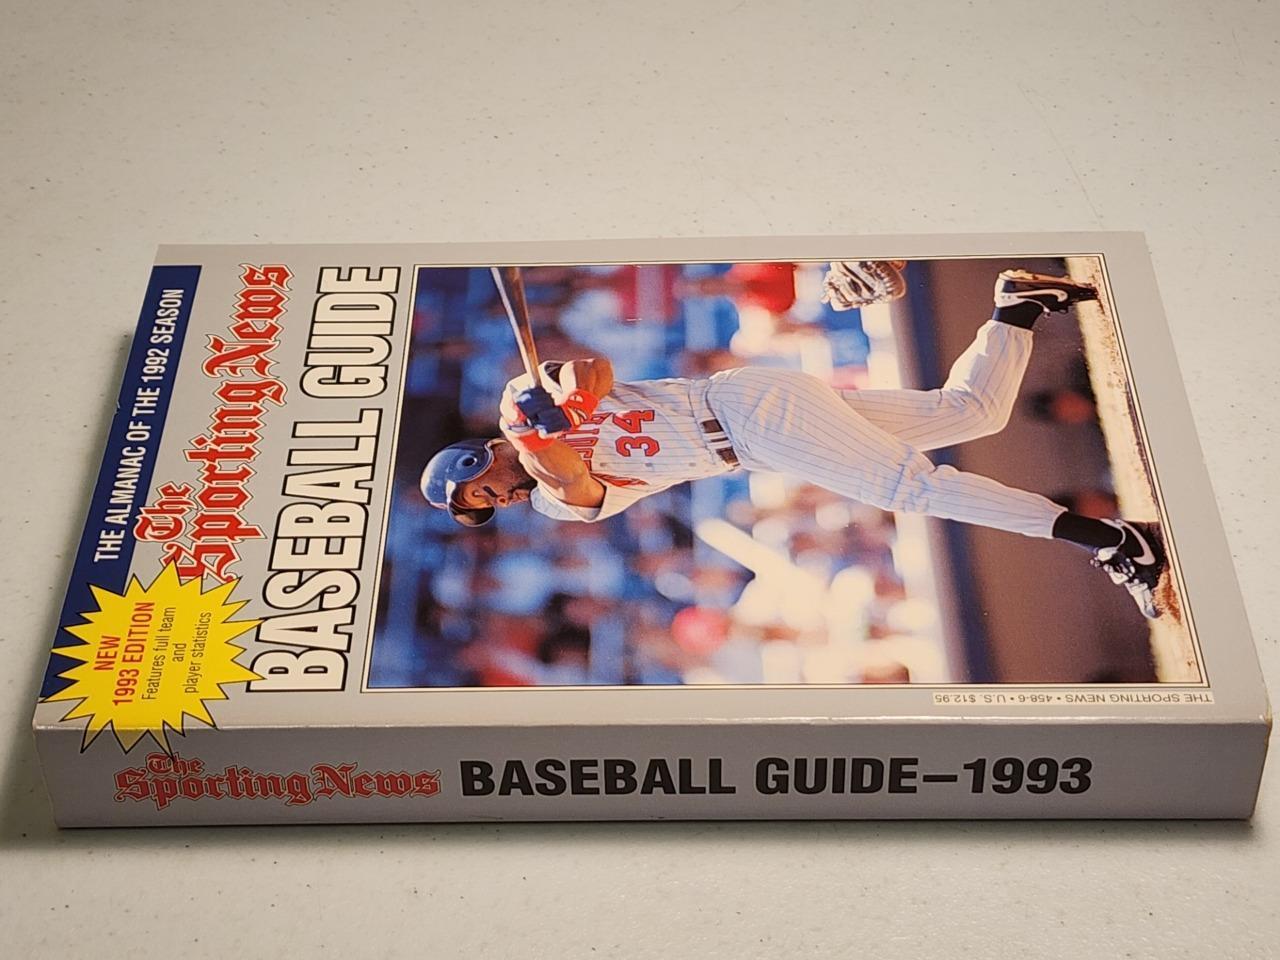 THE ALMANAC OF THE 1992 SEASON
The
Sporting News
BASEBALL GUIDE
NEW
1993 EDITION
Features full team
and
player statistics
34
THE SPORTING NEWS • 458-6 • U.S. $12.95
The
Sporting News
BASEBALL GUIDE–1993